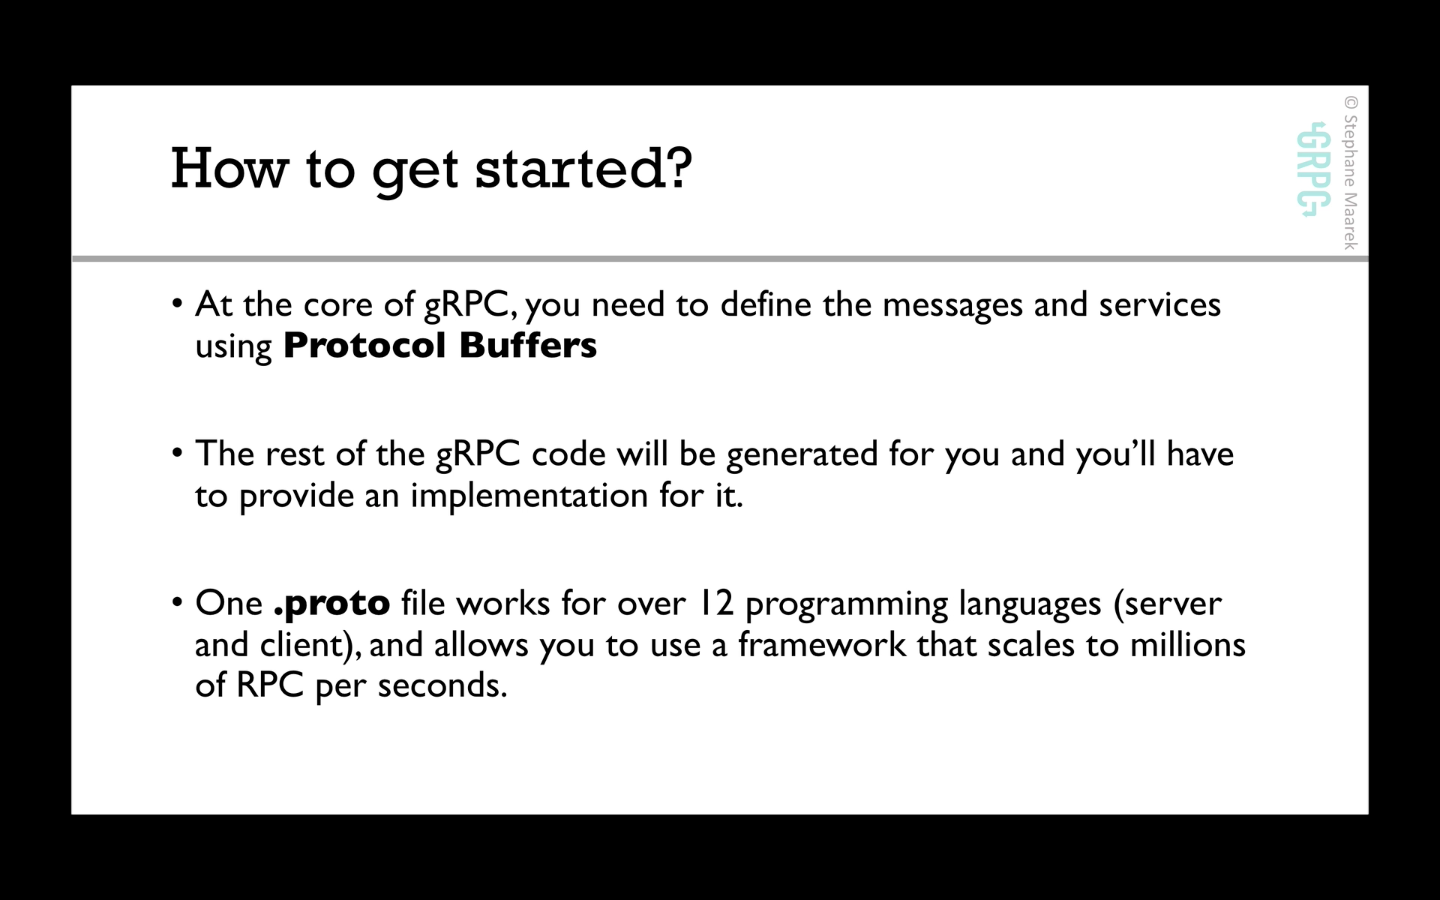 How to get started?
GRPC
© Stephane Maarek
• At the core of gRPC, you need to define the messages and services
using Protocol Buffers
• The rest of the gRPC code will be generated for you and you’ll have
to provide an implementation for it.
• One .proto file works for over 12 programming languages (server
and client), and allows you to use a framework that scales to millions
of RPC per seconds.